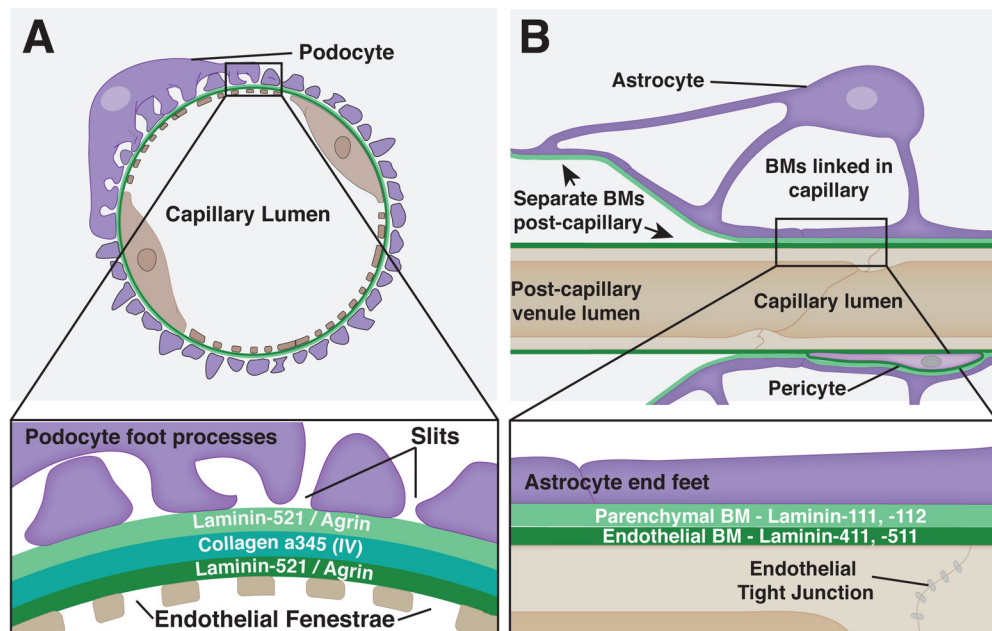 A
Podocyte
Capillary Lumen
Podocyte foot processes
Slits
Laminin-521 / Agrin
Collagen a345 (IV)
Laminin-521 / Agrin
Endothelial Fenestrae
B
Astrocyte
BMs linked in
capillary
Separate BMs
post-capillary
Post-capillary
venule lumen
Capillary lumen
Pericyte
Astrocyte end feet
Parenchymal BM - Laminin-111, -112
Endothelial BM - Laminin-411, -511
Endothelial
Tight Junction